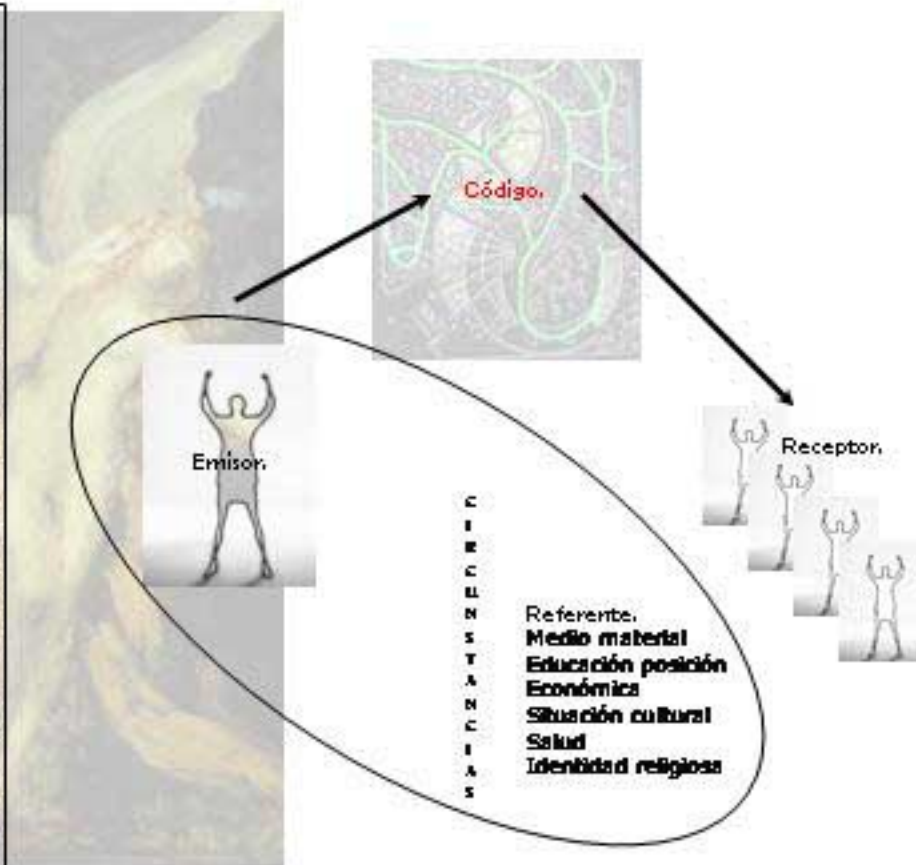 Código.
Emisor.
Receptor.
CIRCUNSTANCIAS
Referente.
Medio material
Educación posición
Económica
Situación cultural
Salud
Identidad religiosa